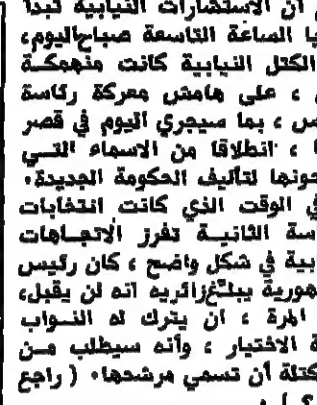 ان الاستشارات النيابية تبدأ
الساعة التاسعة صباح اليوم،
الكتل النيابية كانت منهمكة
، على هامش معركة رئاسة
، بما سيجري اليوم في قصر
، انطلاقا من الاسماء التي
لتأليف الحكومة الجديدة.
في الوقت الذي كانت انتخابات
الثانية تفرز الاتجاهات
في شكل واضح ، كان رئيس
يبلغ زائريه انه لن يقبل،
المرة ، ان يترك له النواب
الاختيار ، وأنه سيطلب من
كتلة أن تسمي مرشحها. ( راجع